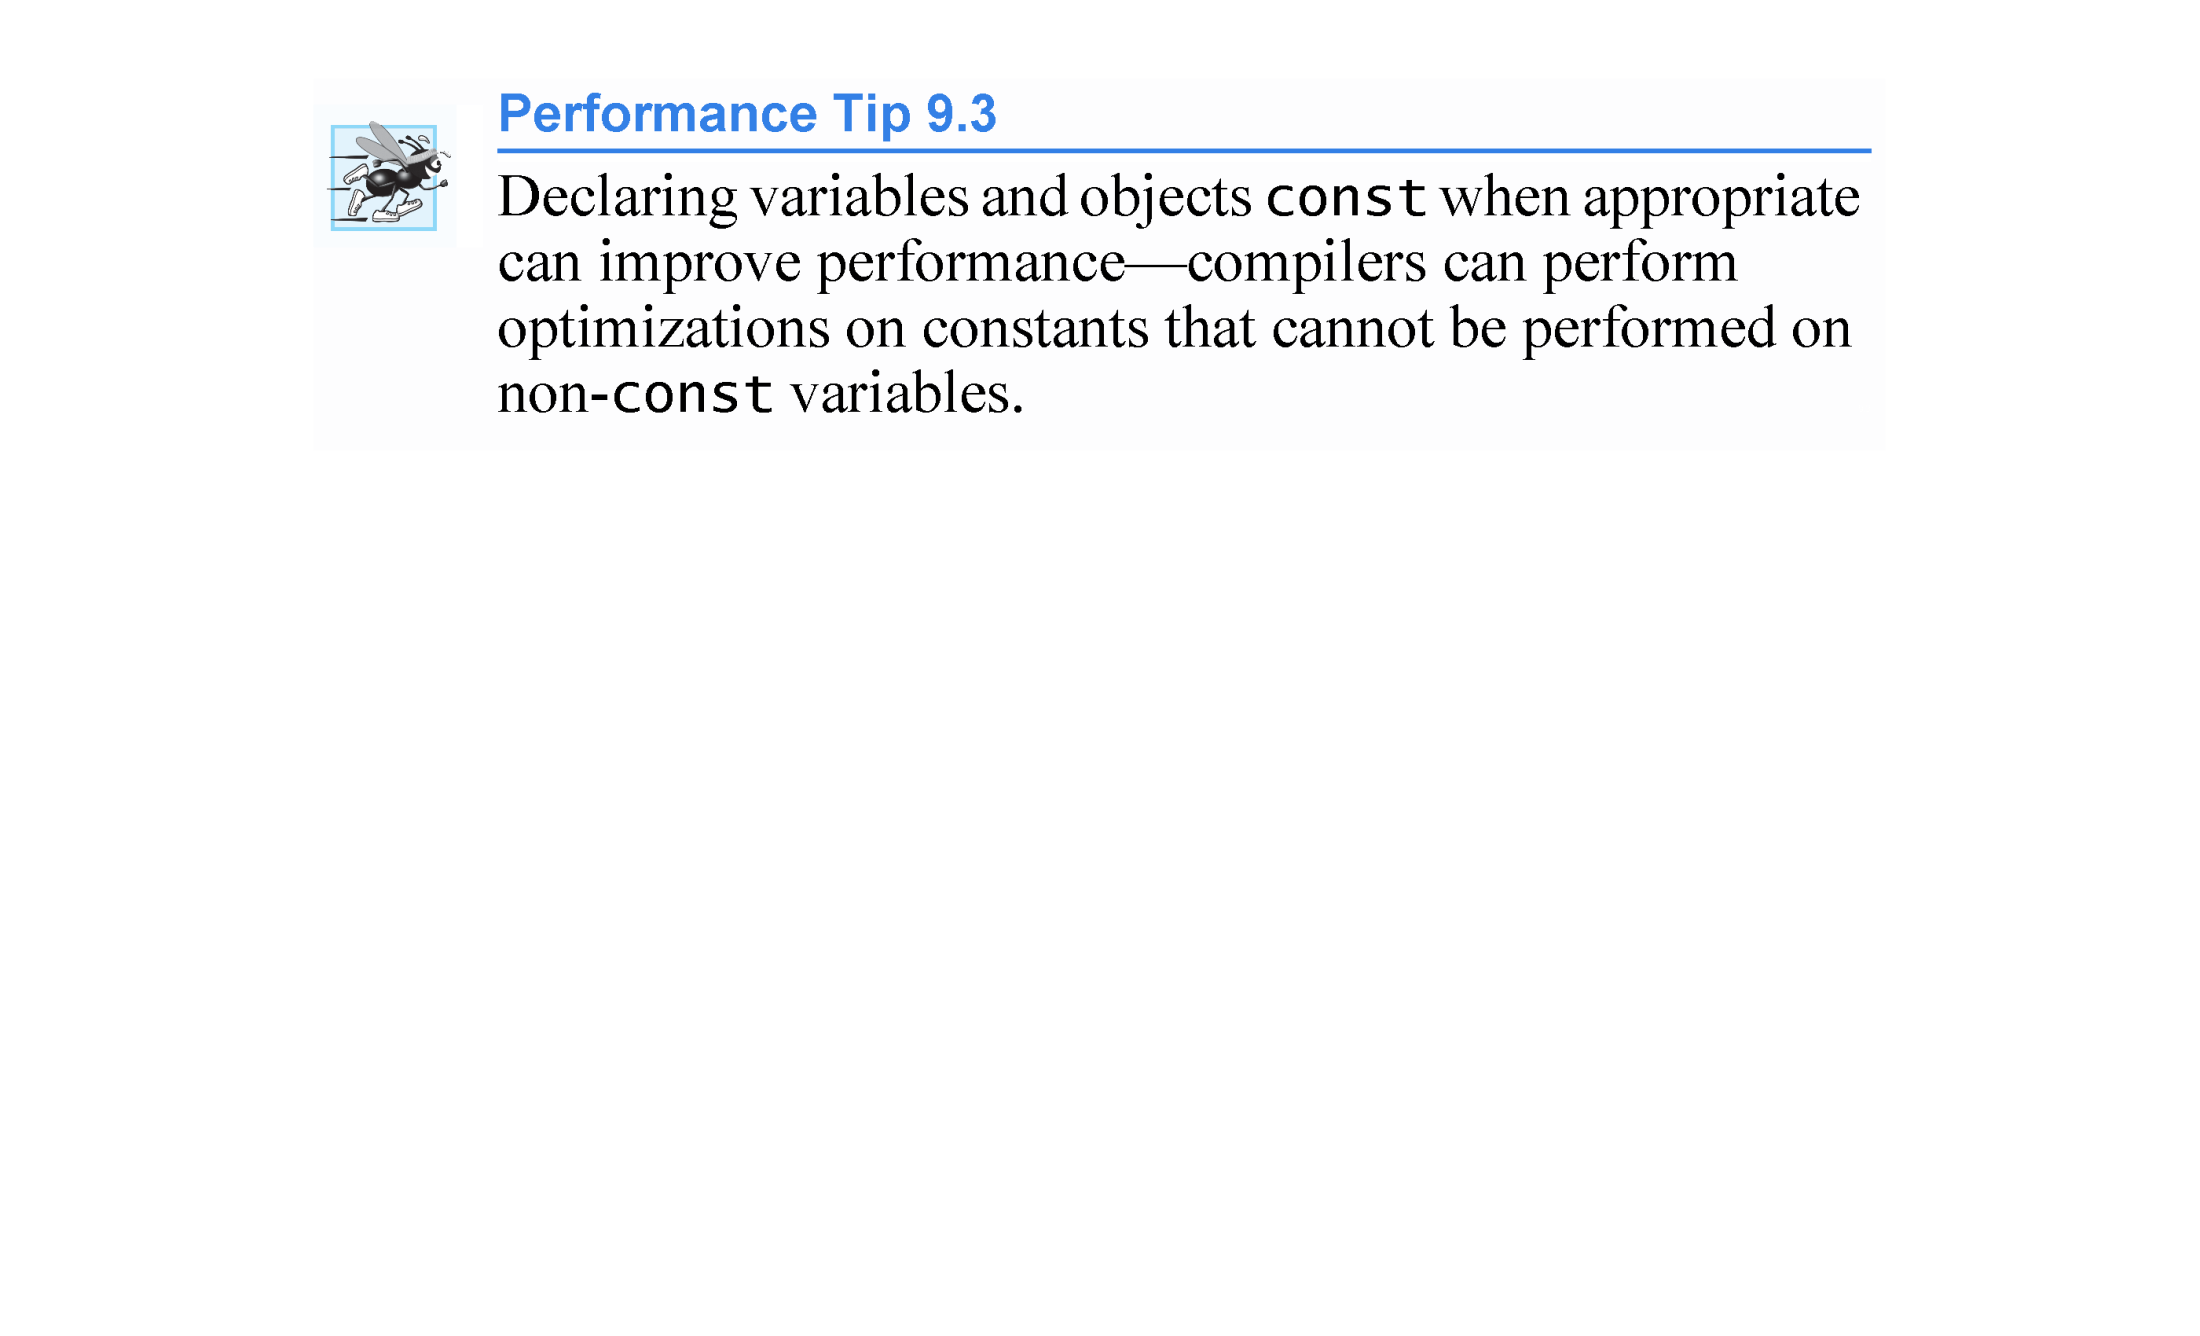 Performance Tip 9.3
Declaring variables and objects const when appropriate
can improve performance—compilers can perform
optimizations on constants that cannot be performed on
non-const variables.